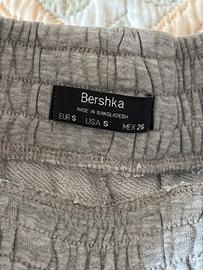 Bershka
MADE IN BANGLADESH
EUR S USA S MEX 26